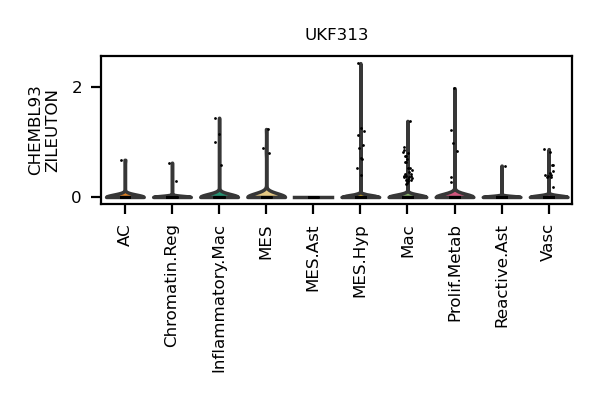 UKF313
CHEMBL93
ZILEUTON
2
0
AC
Chromatin.Reg
Inflammatory.Mac
MES
MES.Ast
MES.Hyp
Mac
Prolif.Metab
Reactive.Ast
Vasc